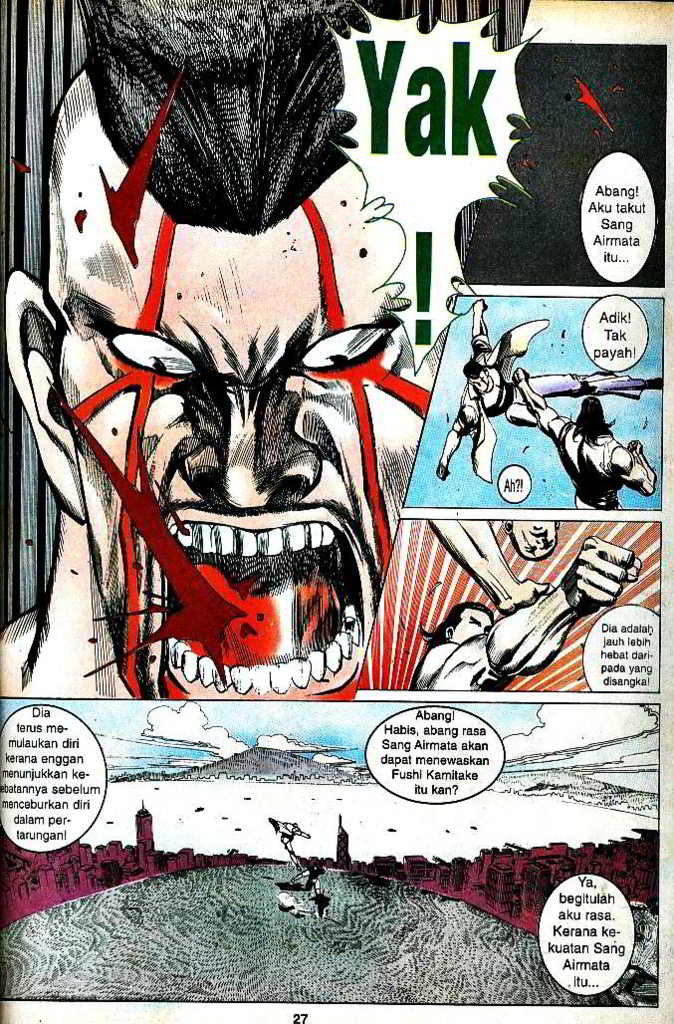 Yak
!
Abang!
Aku takut
Sang
Airmata
itu...
Adik!
Tak
payah!
Ah?!
Dia adalah
jauh lebih
hebat dari-
pada yang
disangka!
Dia
terus me-
mulaukan diri
kerana enggan
menunjukkan ke-
ebatannya sebelum
menceburkan diri
dalam per-
tarungan!
Abang!
Habis, abang rasa
Sang Airmata akan
dapat menewaskan
Fushi Kamitake
itu kan?
Ya,
begitulah
aku rasa.
Kerana ke-
kuatan Sang
Airmata
itu...
27